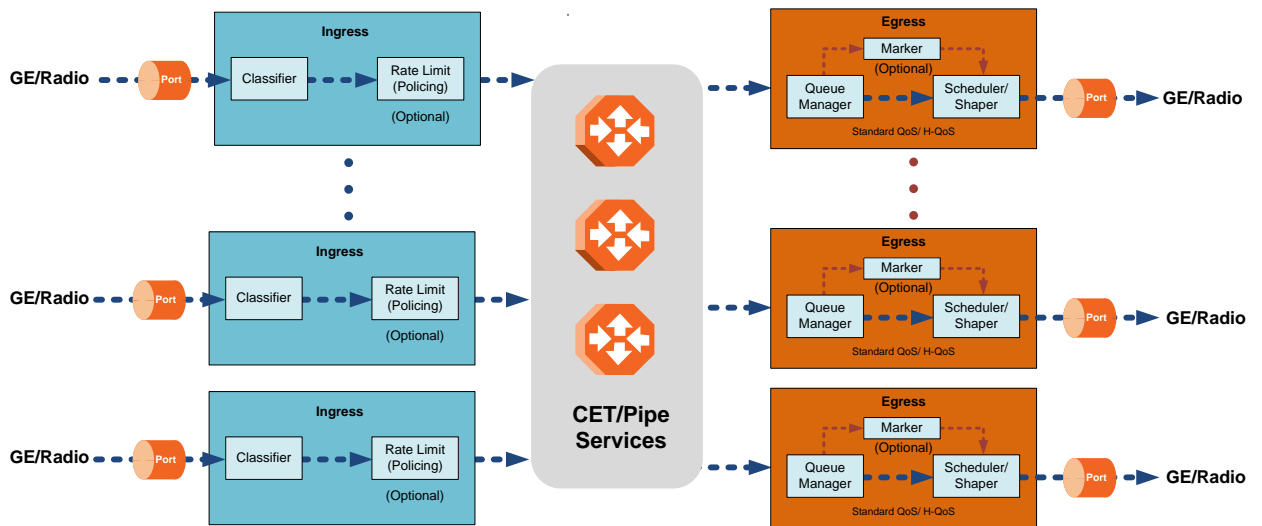 Ingress
GE/Radio
Port
Classifier
Rate Limit
(Policing)
(Optional)
Egress
Marker
(Optional)
Queue
Manager
Scheduler/
Shaper
Standard QoS/ H-QoS
Port
GE/Radio
Ingress
GE/Radio
Port
Classifier
Rate Limit
(Policing)
(Optional)
Egress
Marker
(Optional)
Queue
Manager
Scheduler/
Shaper
Standard QoS/ H-QoS
Port
GE/Radio
CET/Pipe
Services
Ingress
GE/Radio
Port
Classifier
Rate Limit
(Policing)
(Optional)
Egress
Marker
(Optional)
Queue
Manager
Scheduler/
Shaper
Standard QoS/ H-QoS
Port
GE/Radio